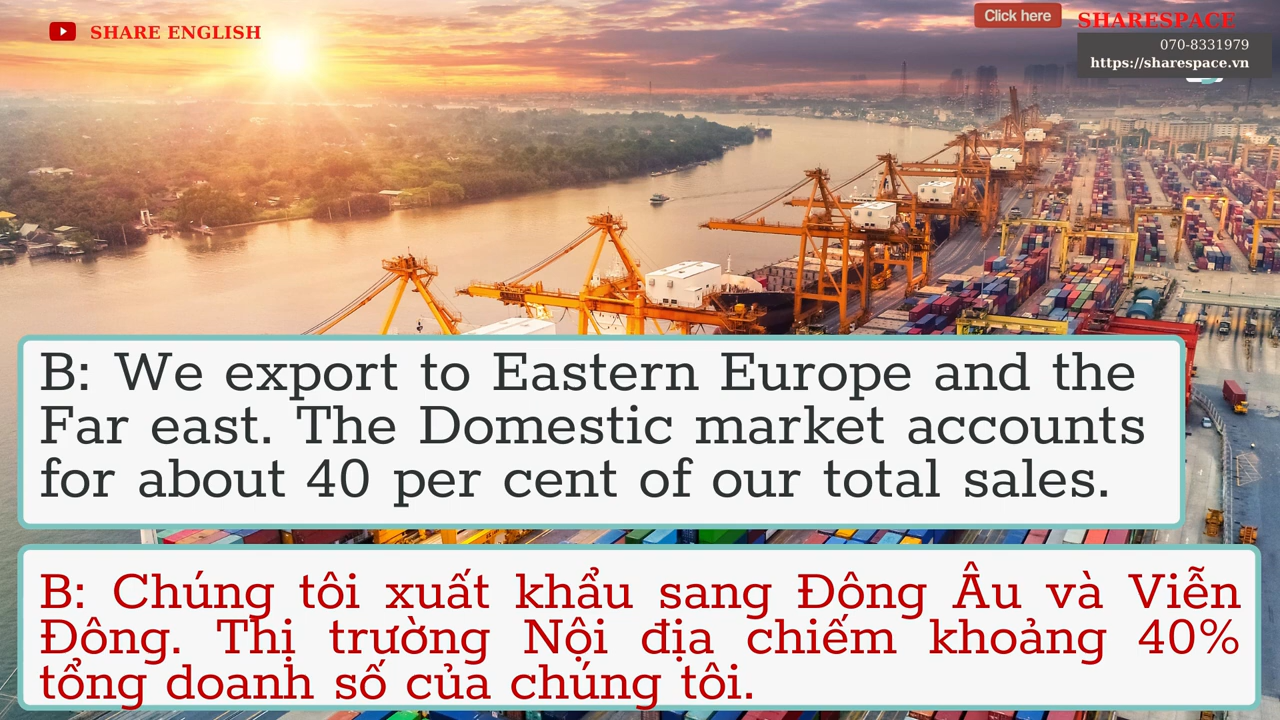 SHARE ENGLISH
Click here
SHARESPACE
070-8331979
https://sharespace.vn
B: We export to Eastern Europe and the
Far east. The Domestic market accounts
for about 40 per cent of our total sales.
B: Chúng tôi xuất khẩu sang Đông Âu và Viễn
Đông. Thị trường Nội địa chiếm khoảng 40%
tổng doanh số của chúng tôi.